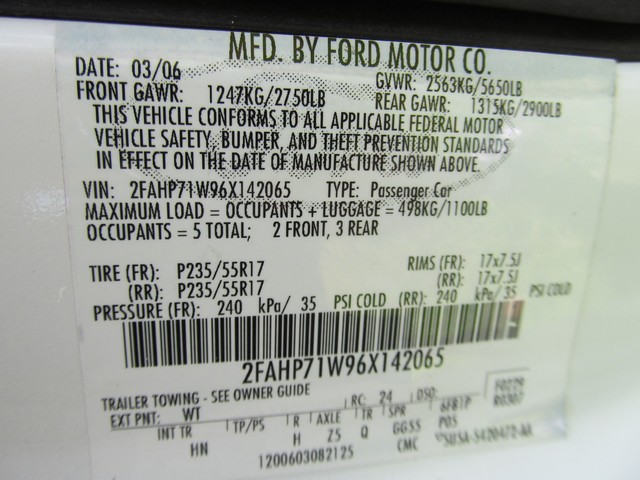 MFD. BY FORD MOTOR CO.
DATE: 03/06 GVWR: 2563KG/5650LB
FRONT GAWR: 1247KG/2750LB REAR GAWR: 1315KG/2900LB
THIS VEHICLE CONFORMS TO ALL APPLICABLE FEDERAL MOTOR
VEHICLE SAFETY, BUMPER, AND THEFT PREVENTION STANDARDS
IN EFFECT ON THE DATE OF MANUFACTURE SHOWN ABOVE.
VIN: 2FAHP71W96X142065 TYPE: Passenger Car
MAXIMUM LOAD = OCCUPANTS + LUGGAGE = 498KG/1100LB
OCCUPANTS = 5 TOTAL; 2 FRONT, 3 REAR
TIRE (FR): P235/55R17 RIMS (FR): 17x7.5J
(RR): P235/55R17 (RR): 17x7.5J
PRESSURE (FR): 240 kPa/ 35 PSI COLD (RR): 240 kPa/ 35 PSI COLD
2FAHP71W96X142065
TRAILER TOWING - SEE OWNER GUIDE F0229
EXT PNT: WT RC: 24 DSO: R0307
INT TR TP/PS R AXLE TR SPR 6F81P
HN H Z5 Q GG55 P05
1200603082125 CMC